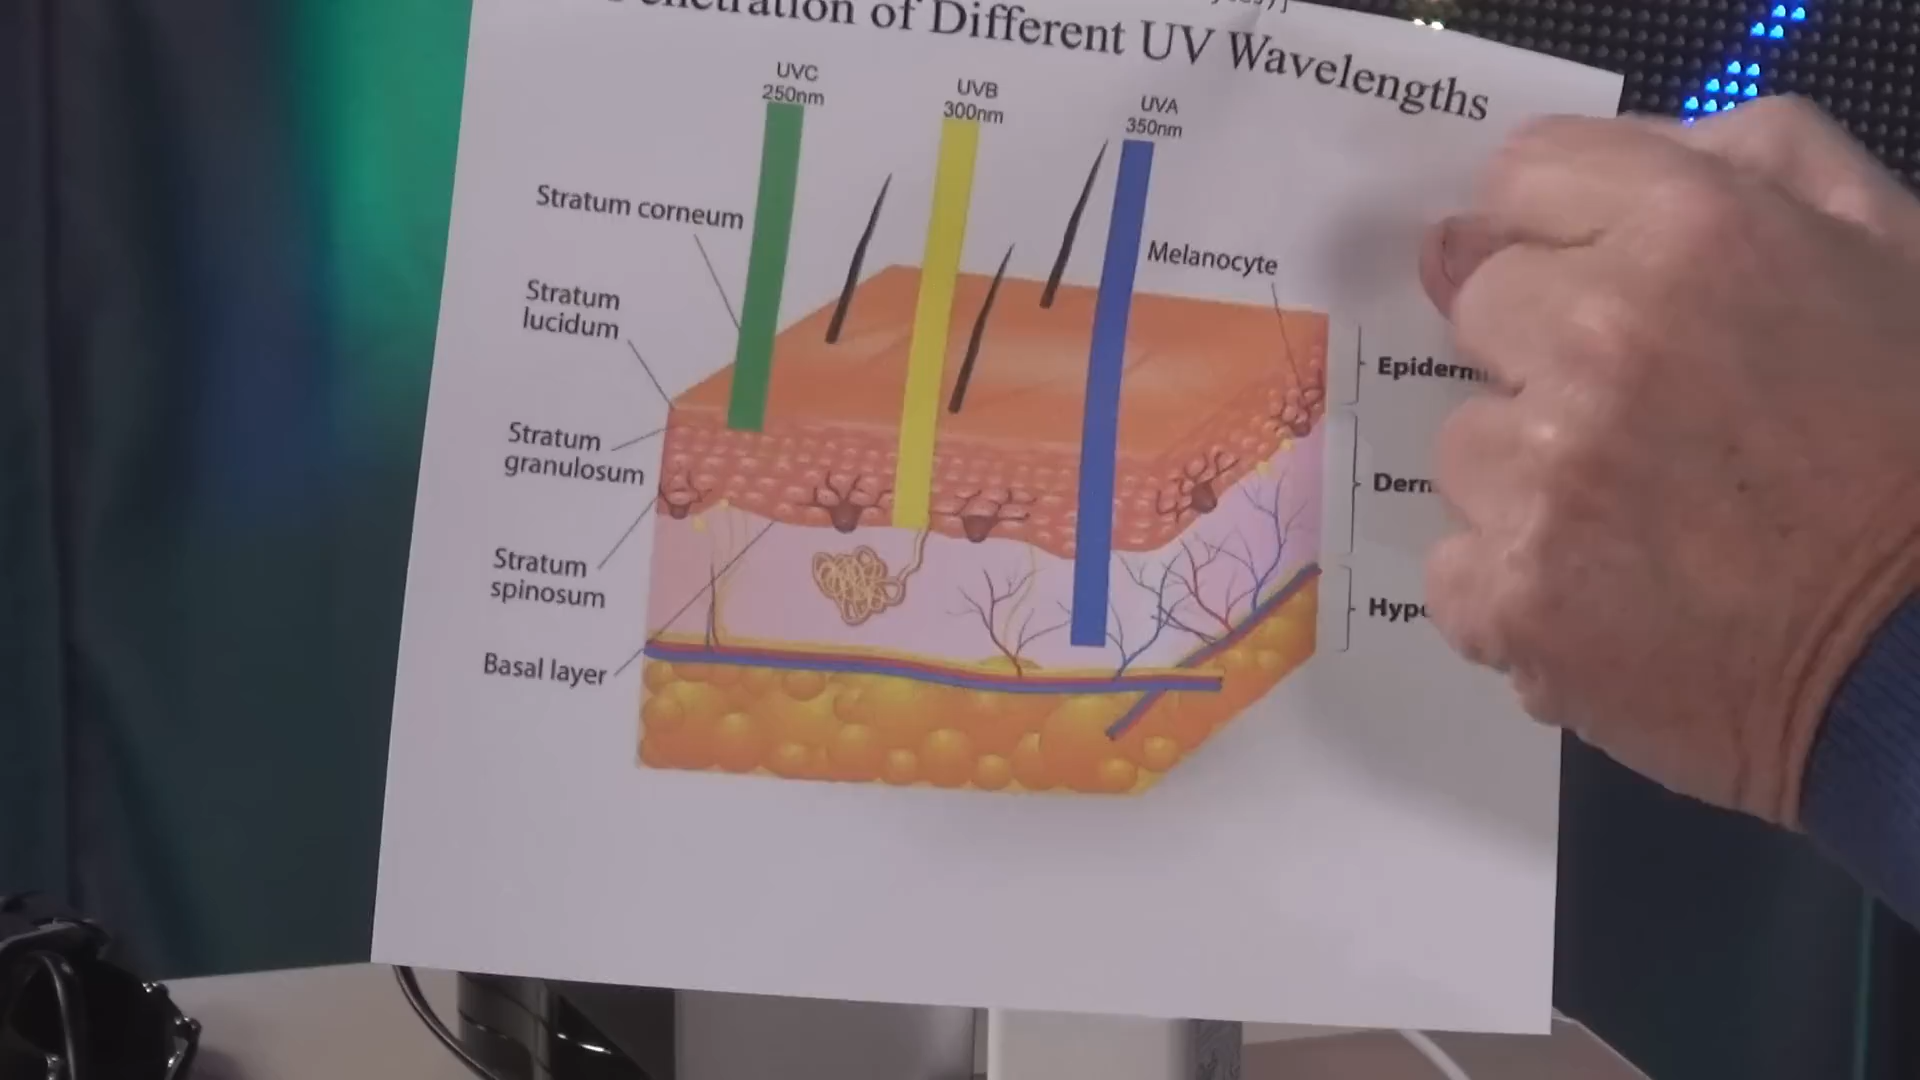 of Different UV Wavelengths
UVC
250nm
UVB
300nm
UVA
350nm
Stratum corneum
Melanocyte
Stratum
lucidum
Stratum
granulosum
Stratum
spinosum
Basal layer